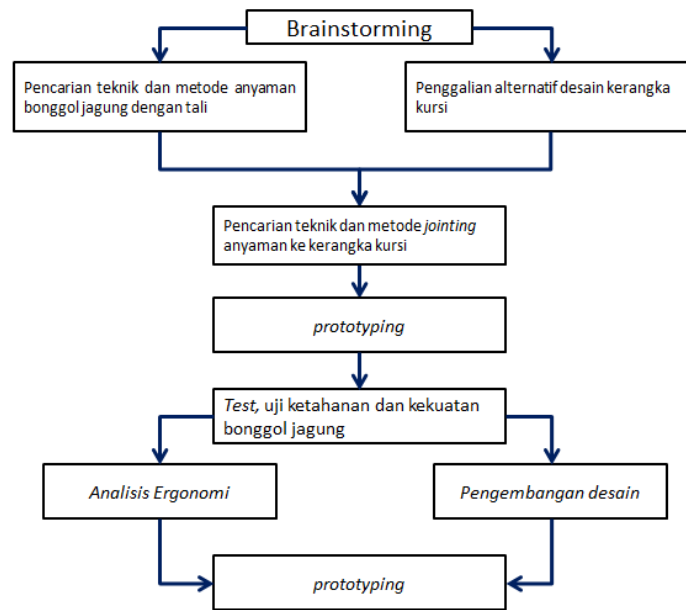 Brainstorming
Pencarian teknik dan metode anyaman
bonggol jagung dengan tali
Penggalian alternatif desain kerangka
kursi
Pencarian teknik dan metode jointing
anyaman ke kerangka kursi
prototyping
Test, uji ketahanan dan kekuatan
bonggol jagung
Analisis Ergonomi
Pengembangan desain
prototyping